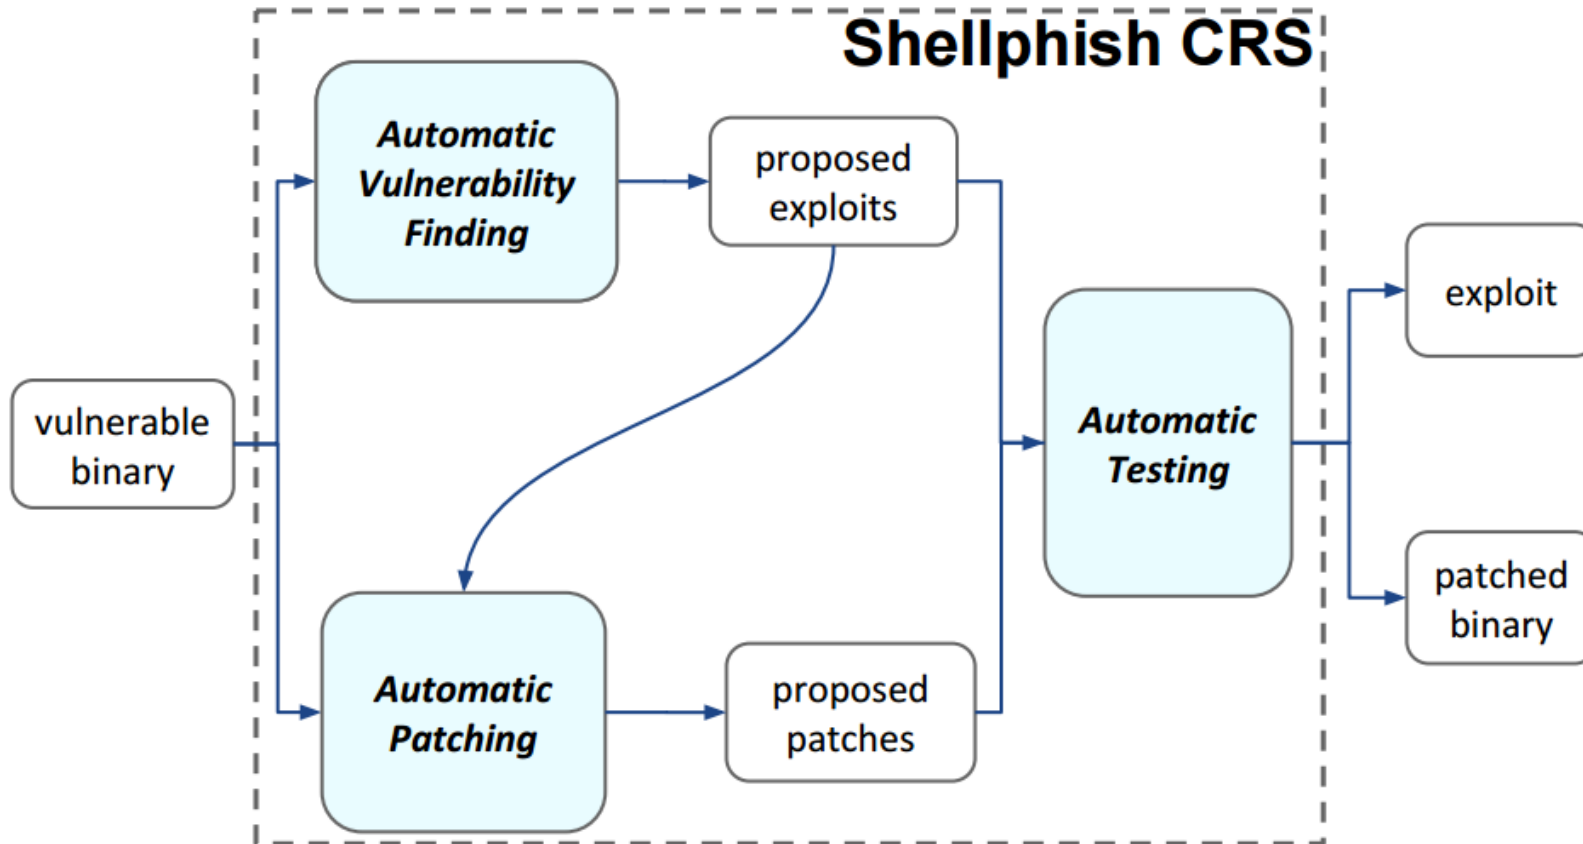 Shellphish CRS
Automatic
Vulnerability
Finding
proposed
exploits
exploit
vulnerable
binary
Automatic
Testing
patched
binary
Automatic
Patching
proposed
patches